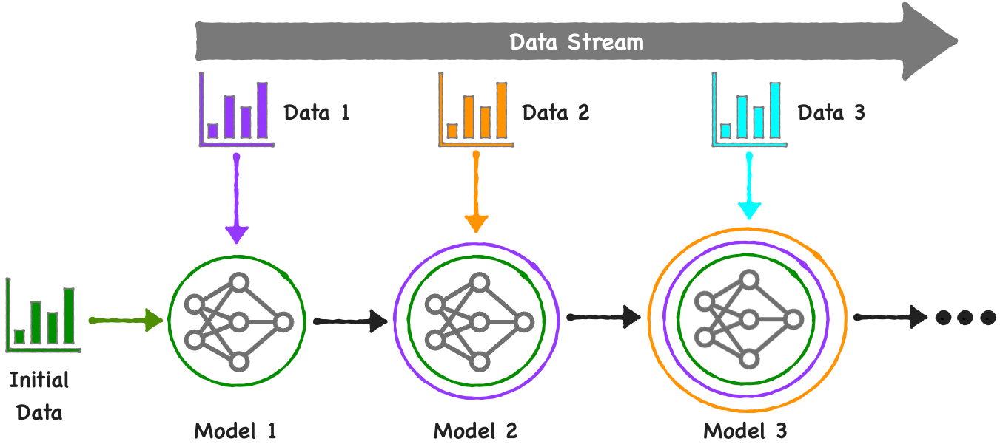 Data Stream
Data 1
Data 2
Data 3
Initial
Data
Model 1
Model 2
Model 3